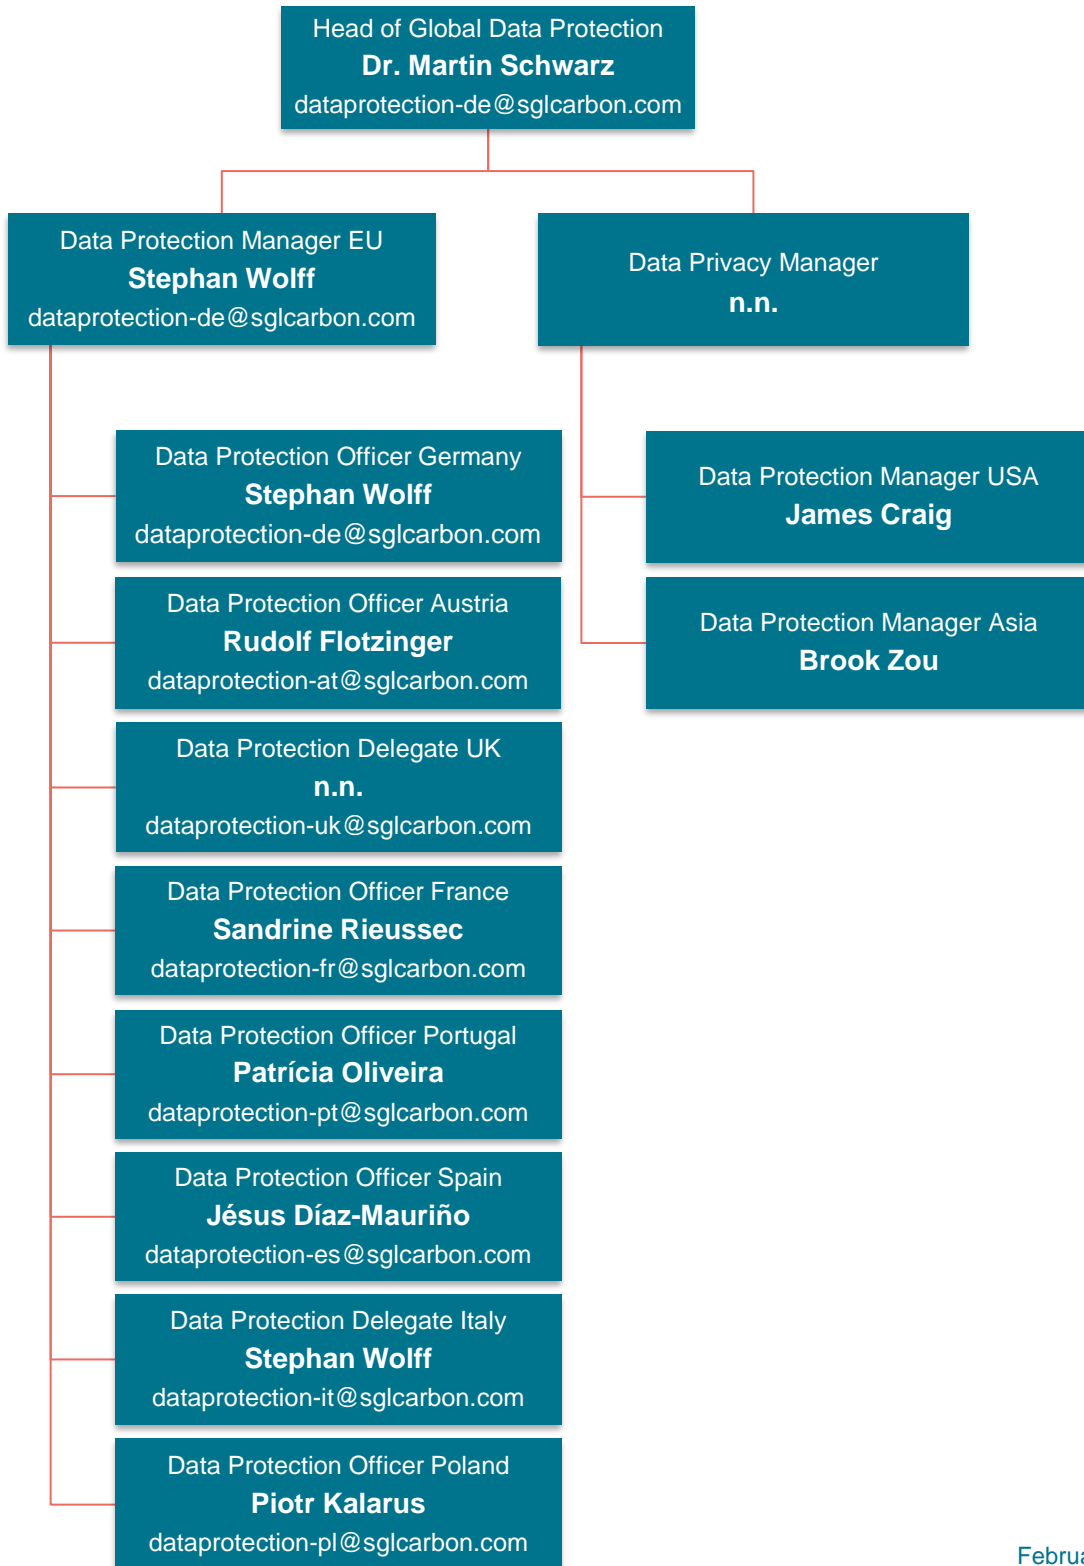 Head of Global Data Protection
Dr. Martin Schwarz
dataprotection-de@sglcarbon.com
Data Protection Manager EU
Stephan Wolff
dataprotection-de@sglcarbon.com
Data Privacy Manager
n.n.
Data Protection Officer Germany
Stephan Wolff
dataprotection-de@sglcarbon.com
Data Protection Officer Austria
Rudolf Flotzinger
dataprotection-at@sglcarbon.com
Data Protection Delegate UK
n.n.
dataprotection-uk@sglcarbon.com
Data Protection Officer France
Sandrine Rieussec
dataprotection-fr@sglcarbon.com
Data Protection Officer Portugal
Patrícia Oliveira
dataprotection-pt@sglcarbon.com
Data Protection Officer Spain
Jésus Díaz-Mauriño
dataprotection-es@sglcarbon.com
Data Protection Delegate Italy
Stephan Wolff
dataprotection-it@sglcarbon.com
Data Protection Officer Poland
Piotr Kalarus
dataprotection-pl@sglcarbon.com
Data Protection Manager USA
James Craig
Data Protection Manager Asia
Brook Zou